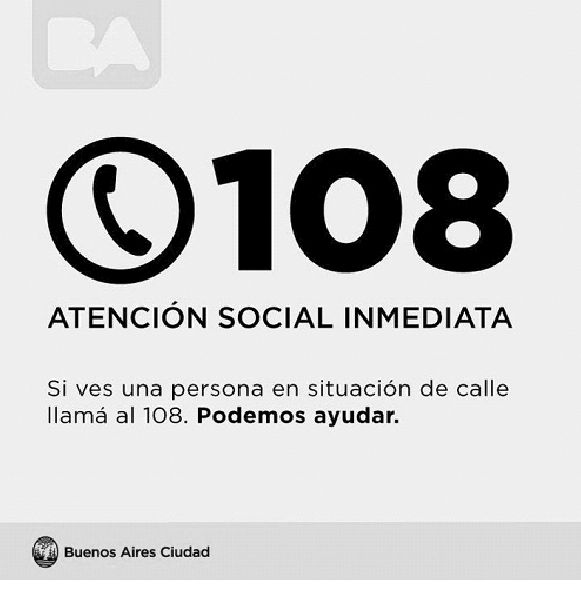 BA
108
ATENCIÓN SOCIAL INMEDIATA
Si ves una persona en situación de calle
llamá al 108. Podemos ayudar.
Buenos Aires Ciudad